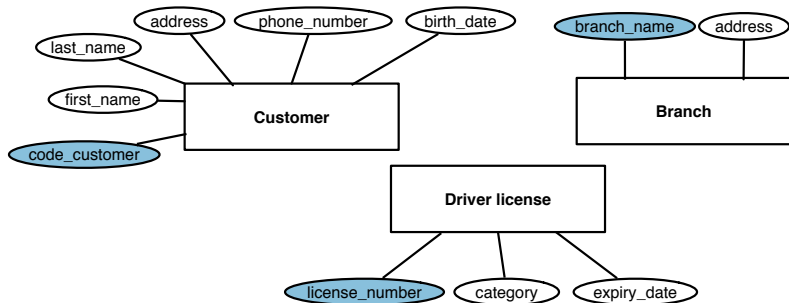 address
phone_number
birth_date
branch_name
address
last_name
first_name
Customer
Branch
code_customer
Driver license
license_number
category
expiry_date